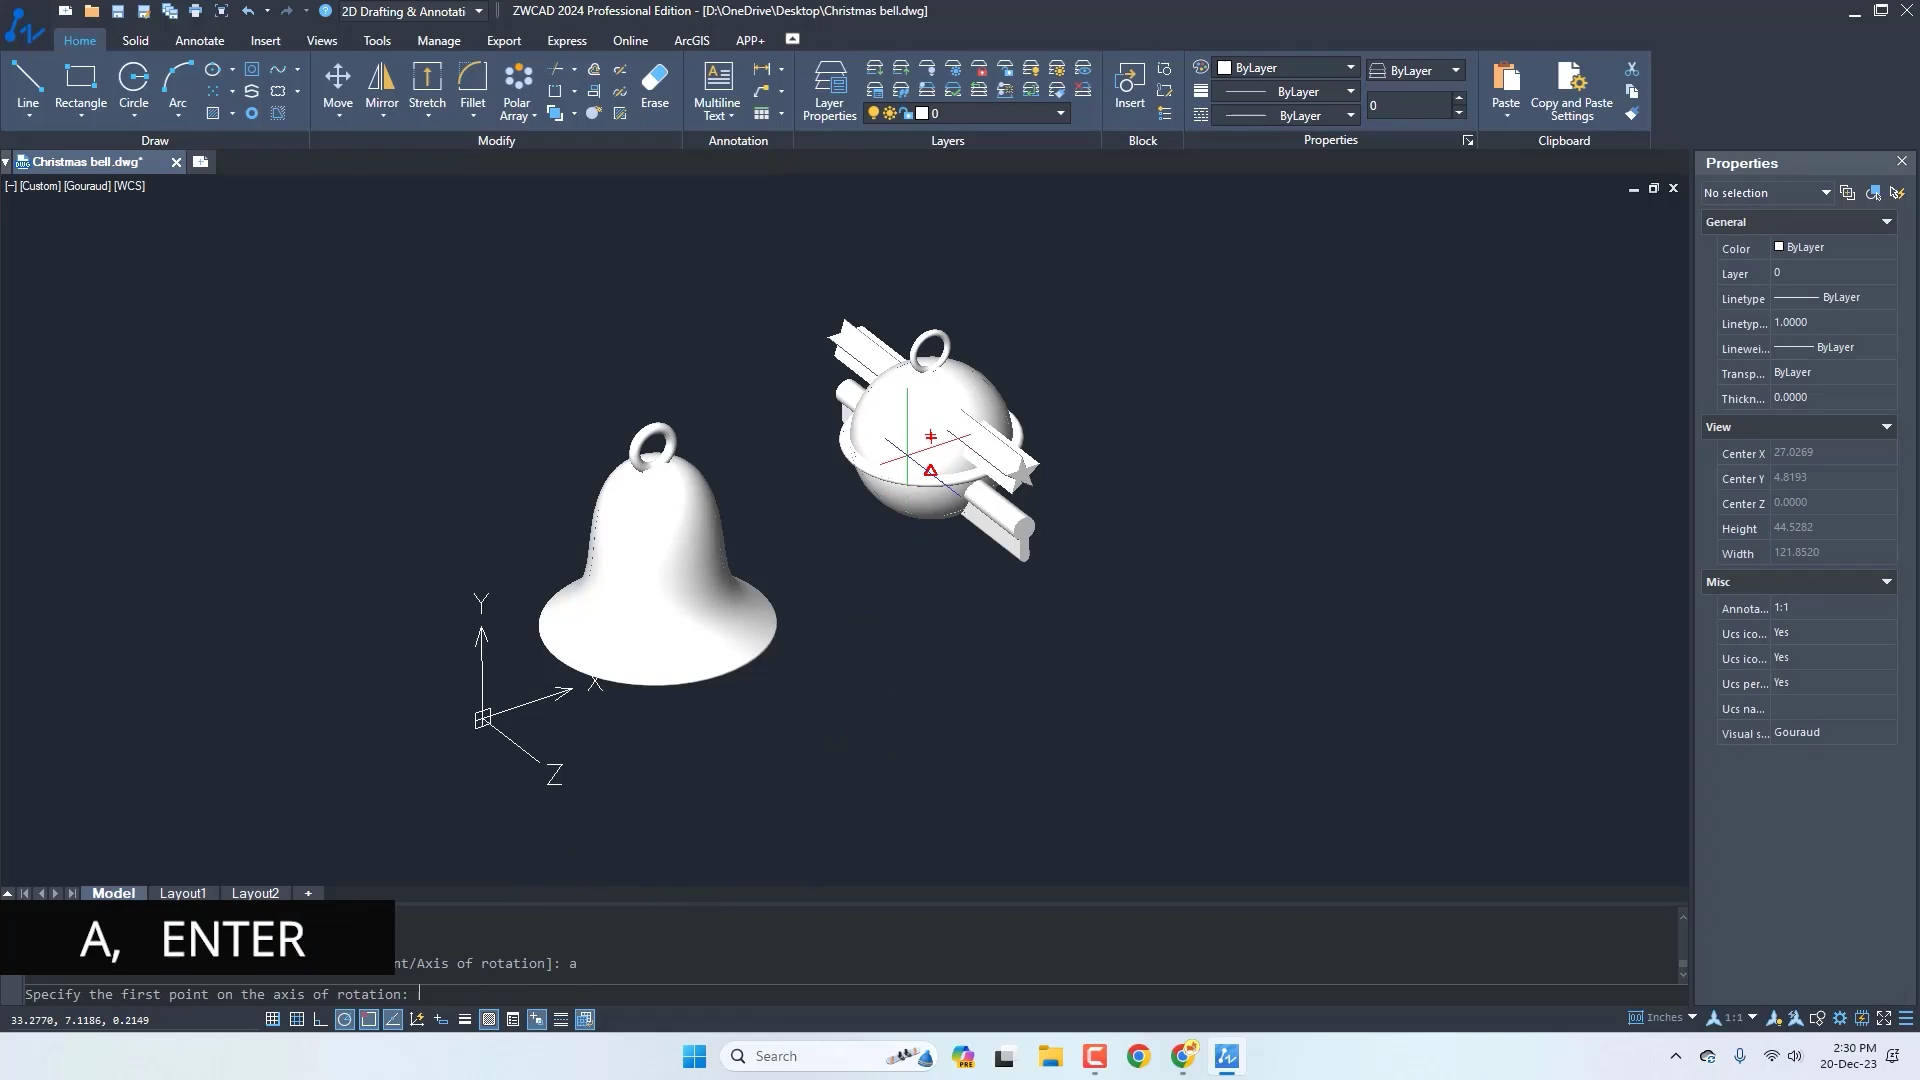 2D Drafting & Annotati
ZWCAD 2024 Professional Edition - [D:\OneDrive\Desktop\Christmas bell.dwg]
Home Solid Annotate Insert Views Tools Manage Export Express Online ArcGIS APP+
Line Rectangle Circle Arc
Move Mirror Stretch Fillet Polar Array Erase
Multiline Text
Layer Properties
0
Insert
ByLayer
ByLayer
ByLayer
ByLayer
0
Paste Copy and Paste Settings
Draw Modify Annotation Layers Block Properties Clipboard
Christmas bell.dwg*
[−] [Custom] [Gouraud] [WCS]
Y
X
Z
Properties
No selection
General
Color ByLayer
Layer 0
Linetype ByLayer
Linetyp... 1.0000
Linewei... ByLayer
Transp... ByLayer
Thickn... 0.0000
View
Center X 27.0269
Center Y 4.8193
Center Z 0.0000
Height 44.5282
Width 121.8520
Misc
Annota... 1:1
Ucs ico... Yes
Ucs ico... Yes
Ucs per... Yes
Ucs na...
Visual s... Gouraud
Model Layout1 Layout2 +
A, ENTER
nt/Axis of rotation]: a
Specify the first point on the axis of rotation:
33.2770, 7.1186, 0.2149
Inches 1:1
Search
PRE
2:30 PM
20-Dec-23